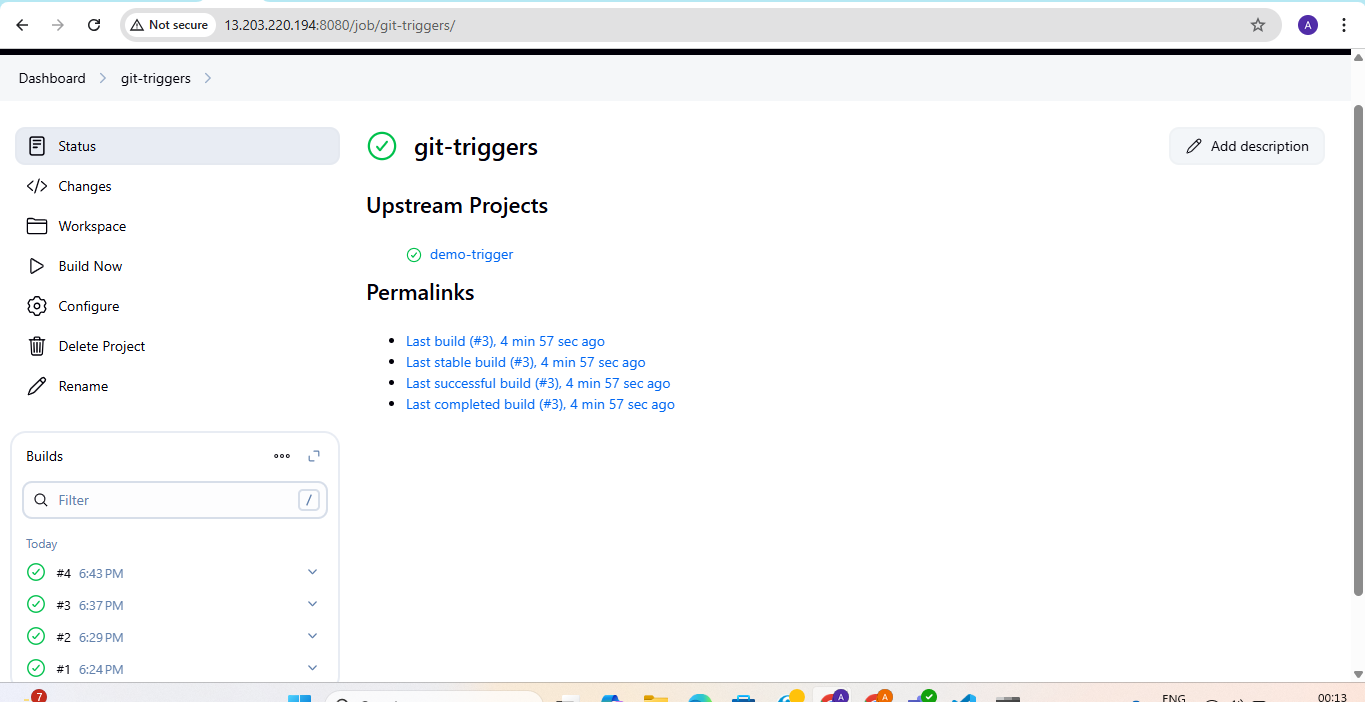 Not secure 13.203.220.194:8080/job/git-triggers/ A
Dashboard git-triggers
Status
Changes
Workspace
Build Now
Configure
Delete Project
Rename
git-triggers
Add description
Upstream Projects
demo-trigger
Permalinks
Last build (#3), 4 min 57 sec ago
Last stable build (#3), 4 min 57 sec ago
Last successful build (#3), 4 min 57 sec ago
Last completed build (#3), 4 min 57 sec ago
Builds
Filter /
Today
#4 6:43 PM
#3 6:37 PM
#2 6:29 PM
#1 6:24 PM
7 A A ENG 00:13